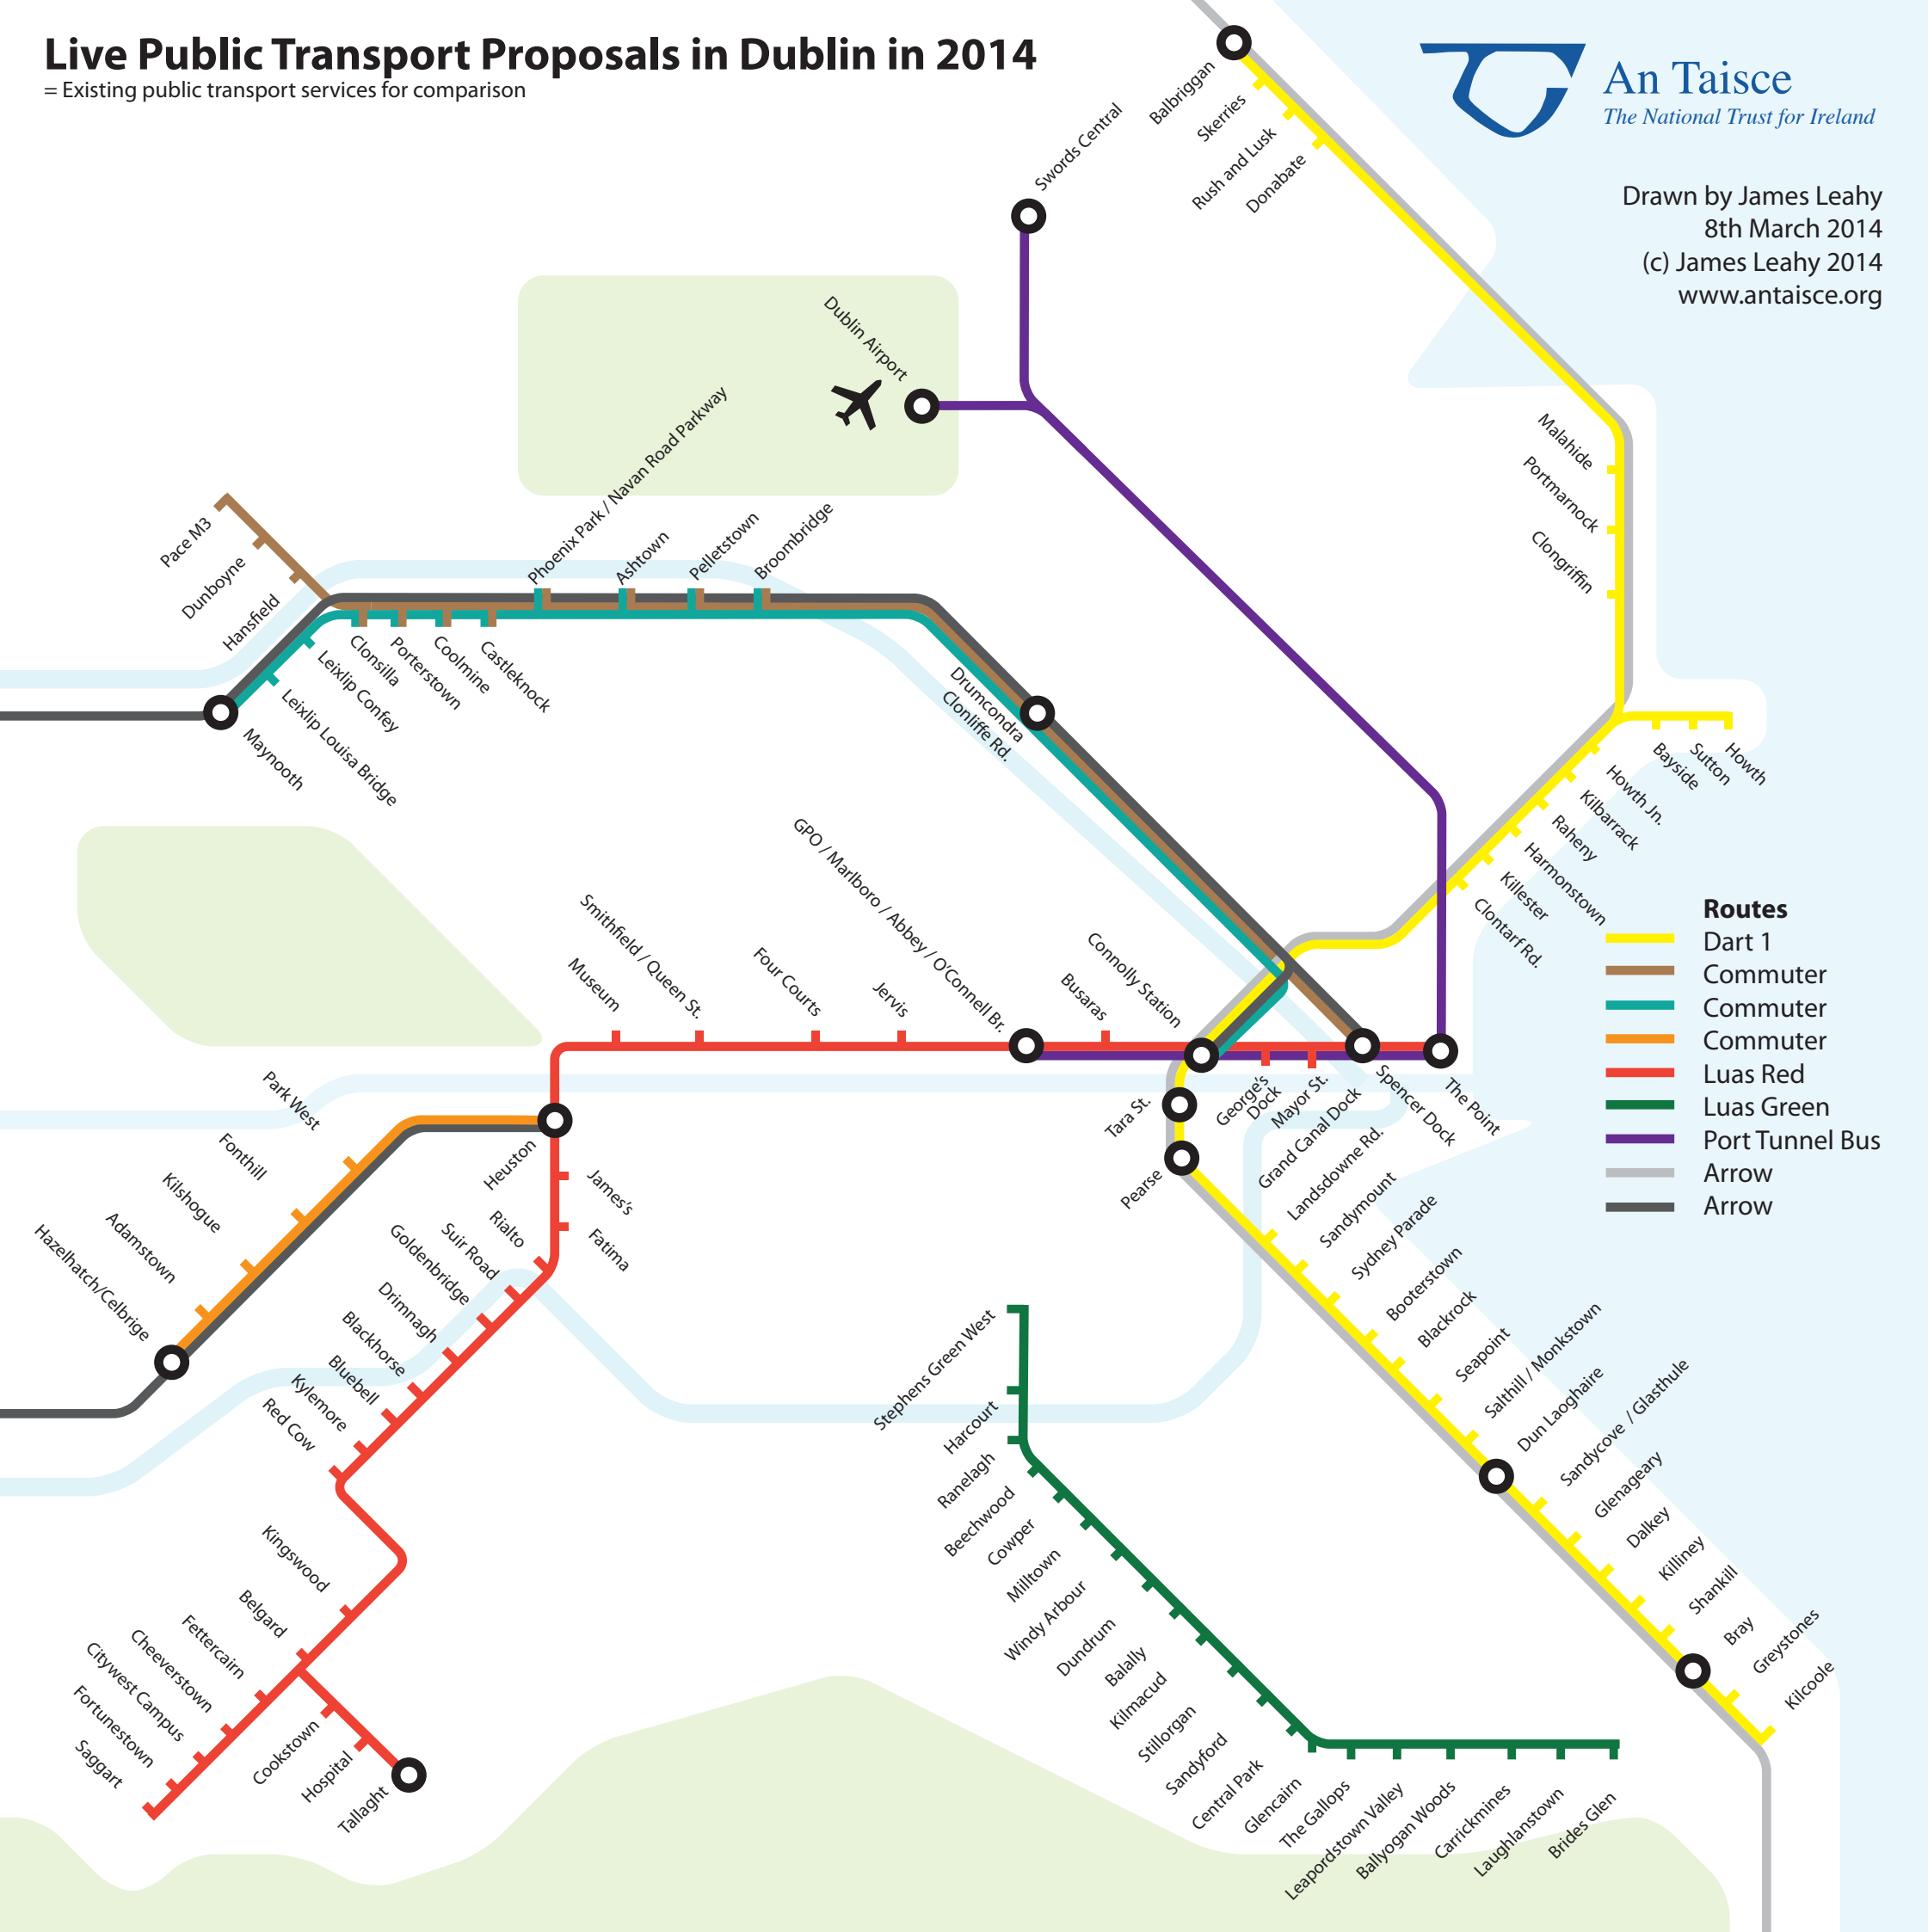 Live Public Transport Proposals in Dublin in 2014
= Existing public transport services for comparison
An Taisce
The National Trust for Ireland
Drawn by James Leahy
8th March 2014
(c) James Leahy 2014
www.antaisce.org
Balbriggan
Skerries
Rush and Lusk
Donabate
Swords Central
Dublin Airport
Malahide
Portmarnock
Clongriffin
Pace M3
Dunboyne
Hansfield
Phoenix Park / Navan Road Parkway
Ashtown
Pelletstown
Broombridge
Clonsilla
Porterstown
Coolmine
Castleknock
Leixlip Confey
Leixlip Louisa Bridge
Maynooth
Drumcondra
Clonliffe Rd.
Howth
Sutton
Bayside
Howth Jn.
Kilbarrack
Raheny
Harmonstown
Killester
Clontarf Rd.
Museum
Smithfield / Queen St.
Four Courts
Jervis
GPO / Marlboro / Abbey / O'Connell Br.
Busaras
Connolly Station
George's
Dock
Mayor St.
Spencer Dock
The Point
Routes
Dart 1
Commuter
Commuter
Commuter
Luas Red
Luas Green
Port Tunnel Bus
Arrow
Arrow
Tara St.
Pearse
Grand Canal Dock
Landsdowne Rd.
Sandymount
Sydney Parade
Booterstown
Blackrock
Seapoint
Salthill / Monkstown
Dun Laoghaire
Sandycove / Glasthule
Glenageary
Dalkey
Killiney
Shankill
Bray
Greystones
Kilcoole
Park West
Fonthill
Kilshogue
Adamstown
Hazelhatch/Celbrige
Heuston
James's
Fatima
Rialto
Suir Road
Goldenbridge
Drimnagh
Blackhorse
Bluebell
Kylemore
Red Cow
Kingswood
Belgard
Fettercairn
Cheeverstown
Citywest Campus
Fortunestown
Saggart
Cookstown
Hospital
Tallaght
Stephens Green West
Harcourt
Ranelagh
Beechwood
Cowper
Milltown
Windy Arbour
Dundrum
Balally
Kilmacud
Stillorgan
Sandyford
Central Park
Glencairn
The Gallops
Leapordstown Valley
Ballyogan Woods
Carrickmines
Laughlanstown
Brides Glen